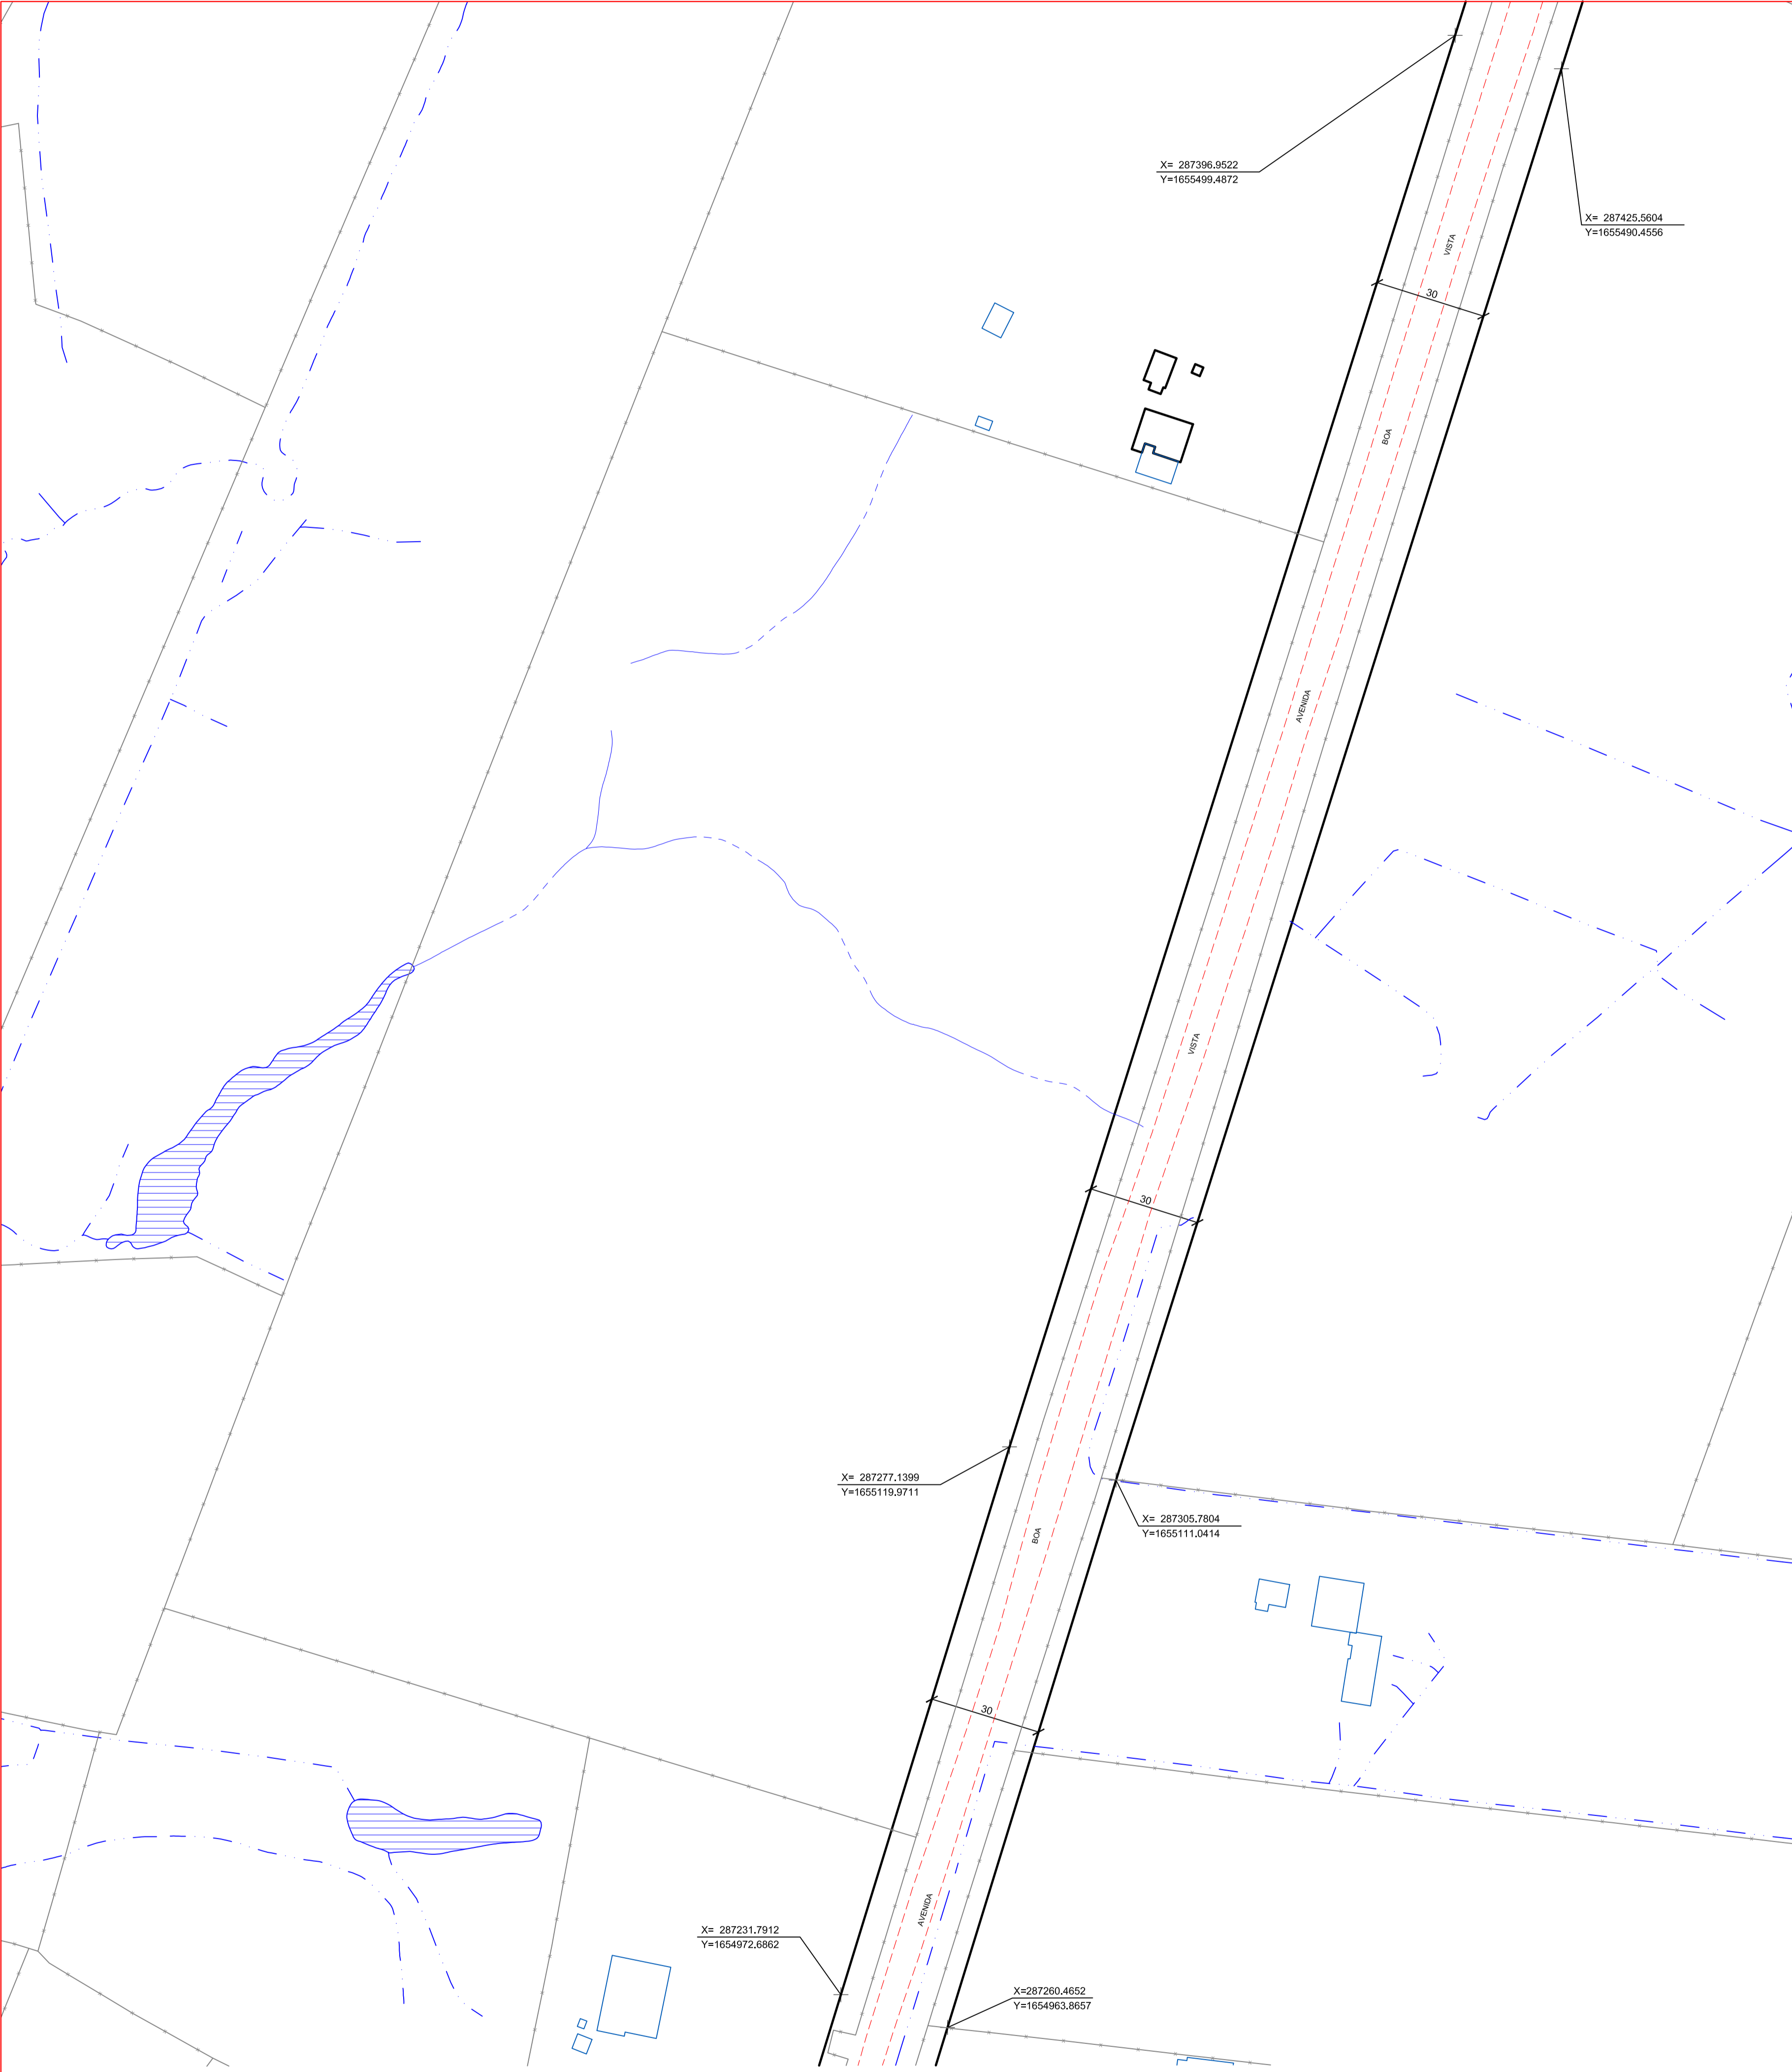 X= 287396.9522
Y=1655499.4872
X= 287425.5604
Y=1655490.4556
VISTA
30
BOA
AVENIDA
VISTA
30
X= 287277.1399
Y=1655119.9711
X= 287305.7804
Y=1655111.0414
BOA
30
AVENIDA
X= 287231.7912
Y=1654972.6862
X=287260.4652
Y=1654963.8657